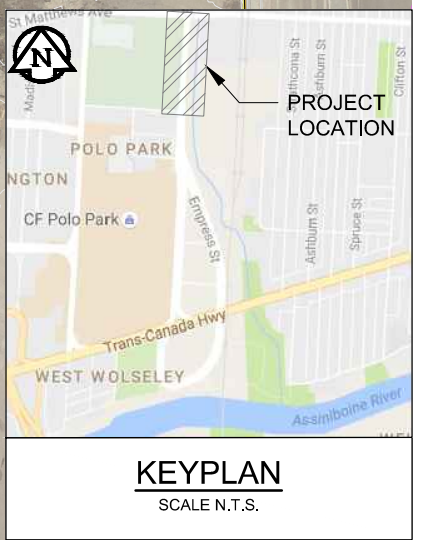 St Matthews Ave
N
Strathcona St
Ashburn St
Clifton St
PROJECT
LOCATION
POLO PARK
NGTON
CF Polo Park
Empress St
Ashburn St
Spruce St
Trans-Canada Hwy
WEST WOLSELEY
Assiniboine River
KEYPLAN
SCALE N.T.S.